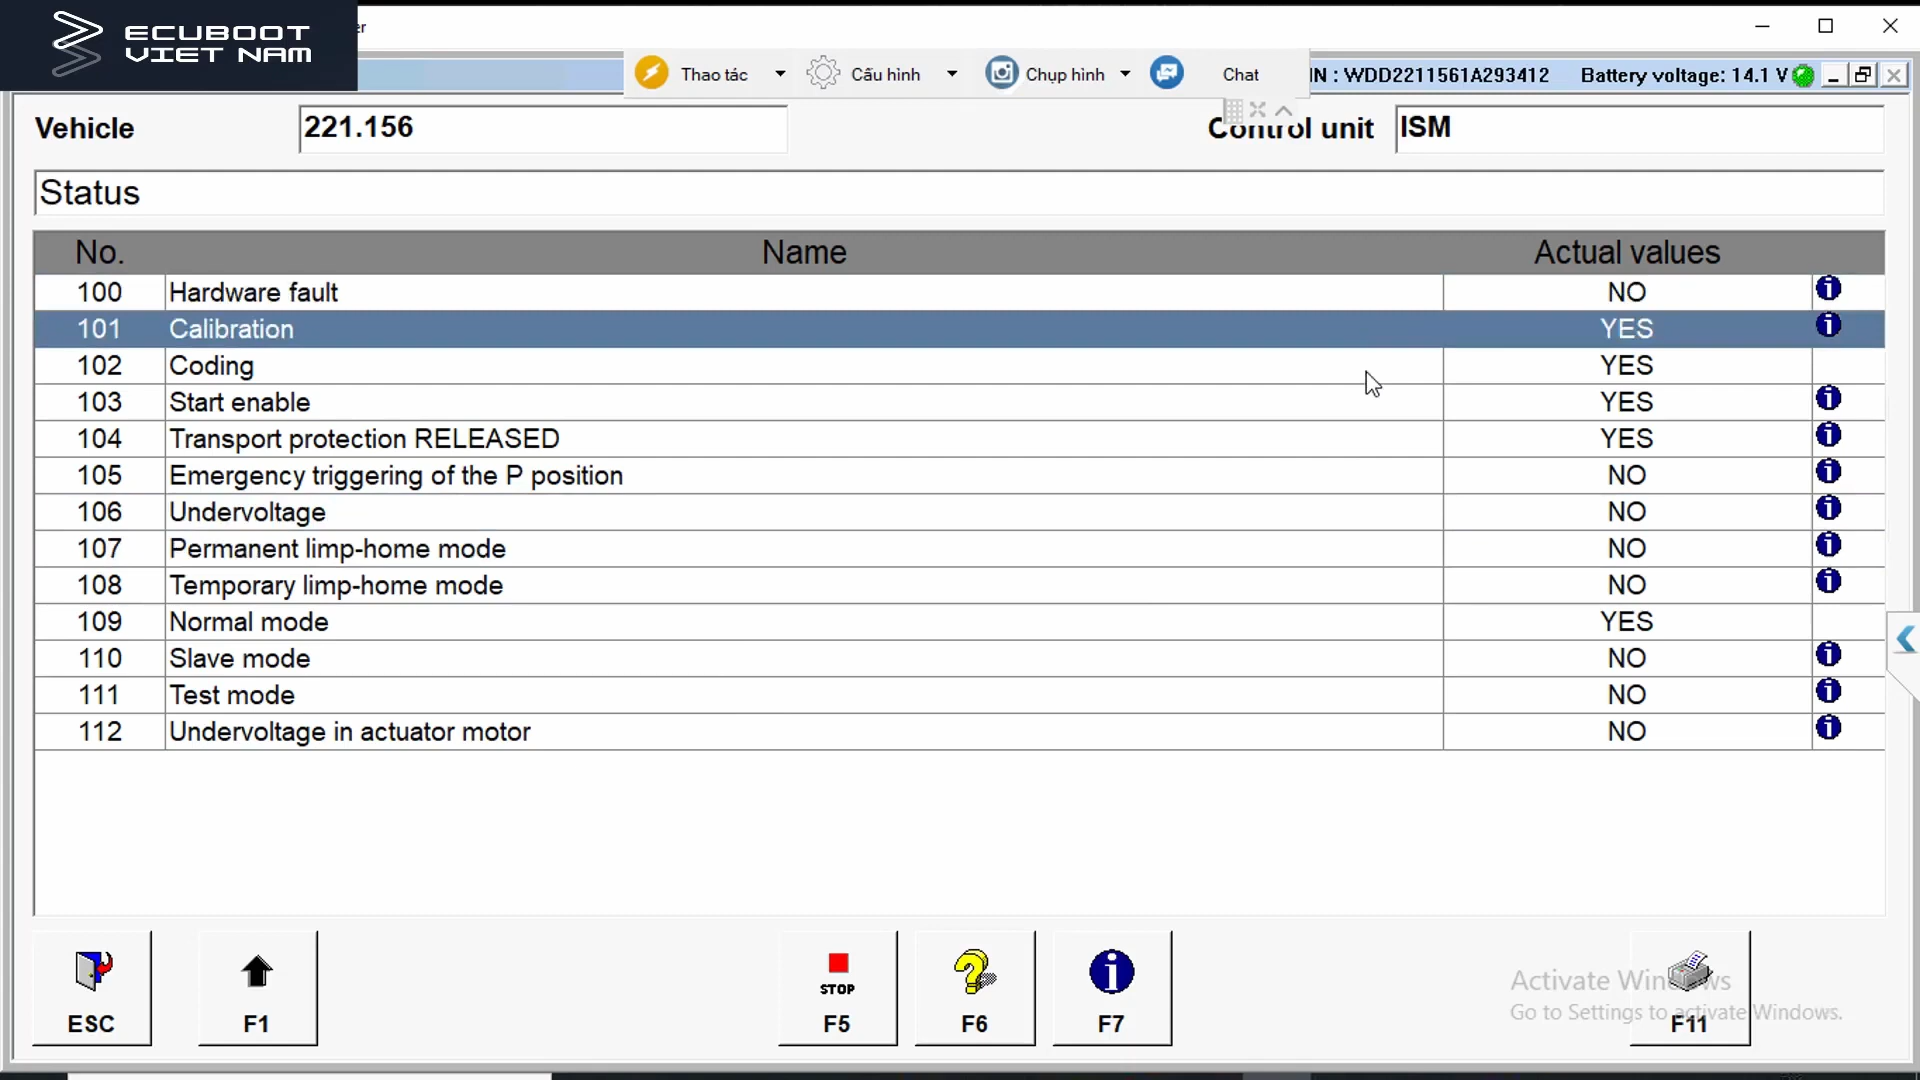 ECUBOOT
VIET NAM
er
Thao tác
Cấu hình
Chụp hình
Chat
IN : WDD2211561A293412
Battery voltage: 14.1 V
Vehicle
221.156
Control unit
ISM
Status
No. Name Actual values
100 Hardware fault NO
101 Calibration YES
102 Coding YES
103 Start enable YES
104 Transport protection RELEASED YES
105 Emergency triggering of the P position NO
106 Undervoltage NO
107 Permanent limp-home mode NO
108 Temporary limp-home mode NO
109 Normal mode YES
110 Slave mode NO
111 Test mode NO
112 Undervoltage in actuator motor NO
STOP
ESC F1 F5 F6 F7 F11
Activate Windows
Go to Settings to activate Windows.